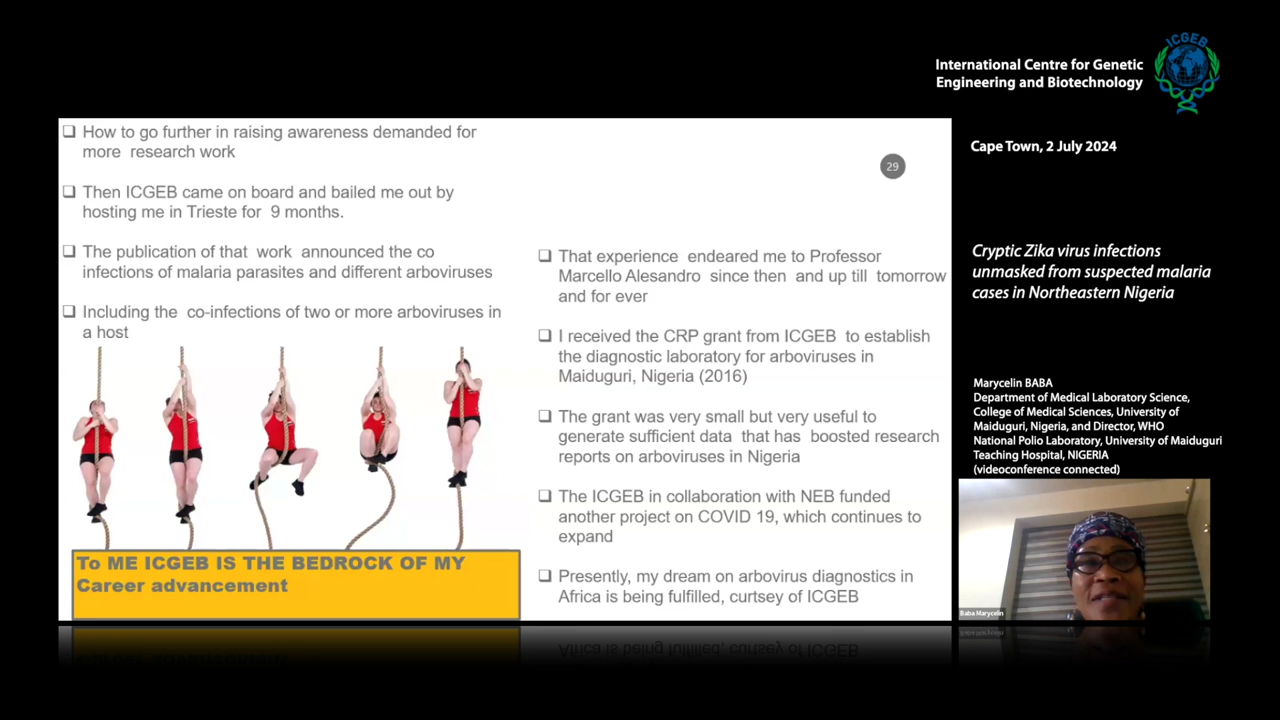 ICGEB
International Centre for Genetic
Engineering and Biotechnology
❑ How to go further in raising awareness demanded for
more research work
❑ Then ICGEB came on board and bailed me out by
hosting me in Trieste for 9 months.
❑ The publication of that work announced the co
infections of malaria parasites and different arboviruses
❑ Including the co-infections of two or more arboviruses in
a host
To ME ICGEB IS THE BEDROCK OF MY
Career advancement
29
❑ That experience endeared me to Professor
Marcello Alesandro since then and up till tomorrow
and for ever
❑ I received the CRP grant from ICGEB to establish
the diagnostic laboratory for arboviruses in
Maiduguri, Nigeria (2016)
❑ The grant was very small but very useful to
generate sufficient data that has boosted research
reports on arboviruses in Nigeria
❑ The ICGEB in collaboration with NEB funded
another project on COVID 19, which continues to
expand
❑ Presently, my dream on arbovirus diagnostics in
Africa is being fulfilled, curtsey of ICGEB
Cape Town, 2 July 2024
Cryptic Zika virus infections
unmasked from suspected malaria
cases in Northeastern Nigeria
Marycelin BABA
Department of Medical Laboratory Science,
College of Medical Sciences, University of
Maiduguri, Nigeria, and Director, WHO
National Polio Laboratory, University of Maiduguri
Teaching Hospital, NIGERIA
(videoconference connected)
Baba Marycelin